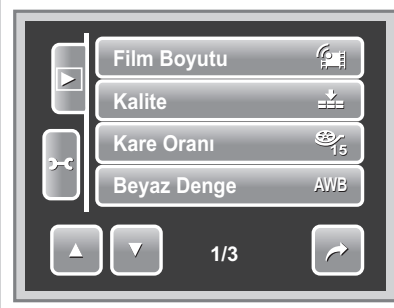 Film Boyutu
Kalite
Kare Oranı 15
Beyaz Denge AWB
1/3